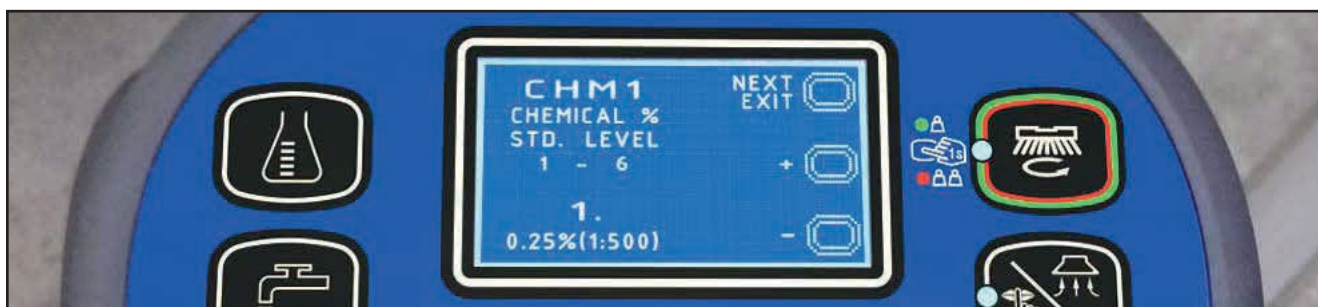 CHM1
CHEMICAL %
STD. LEVEL
1 - 6
1.
0.25%(1:500)
NEXT
EXIT
+
-
1s